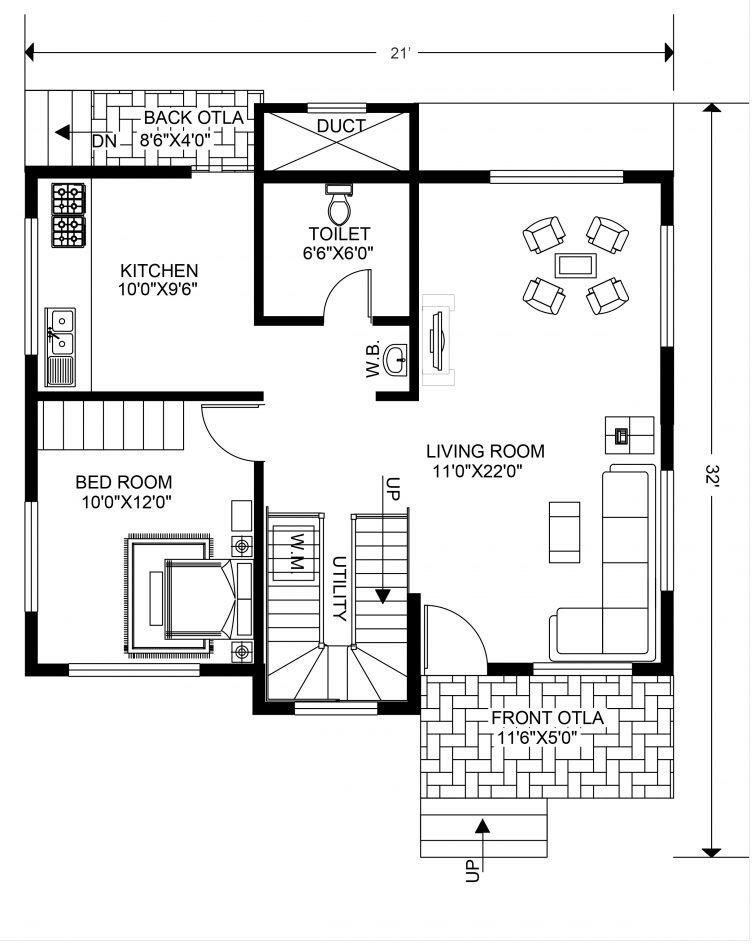 21'
BACK OTLA
8'6"X4'0"
DN
DUCT
TOILET
6'6"X6'0"
KITCHEN
10'0"X9'6"
W.B.
LIVING ROOM
11'0"X22'0"
32'
BED ROOM
10'0"X12'0"
UP
W.M.
UTILITY
FRONT OTLA
11'6"X5'0"
UP